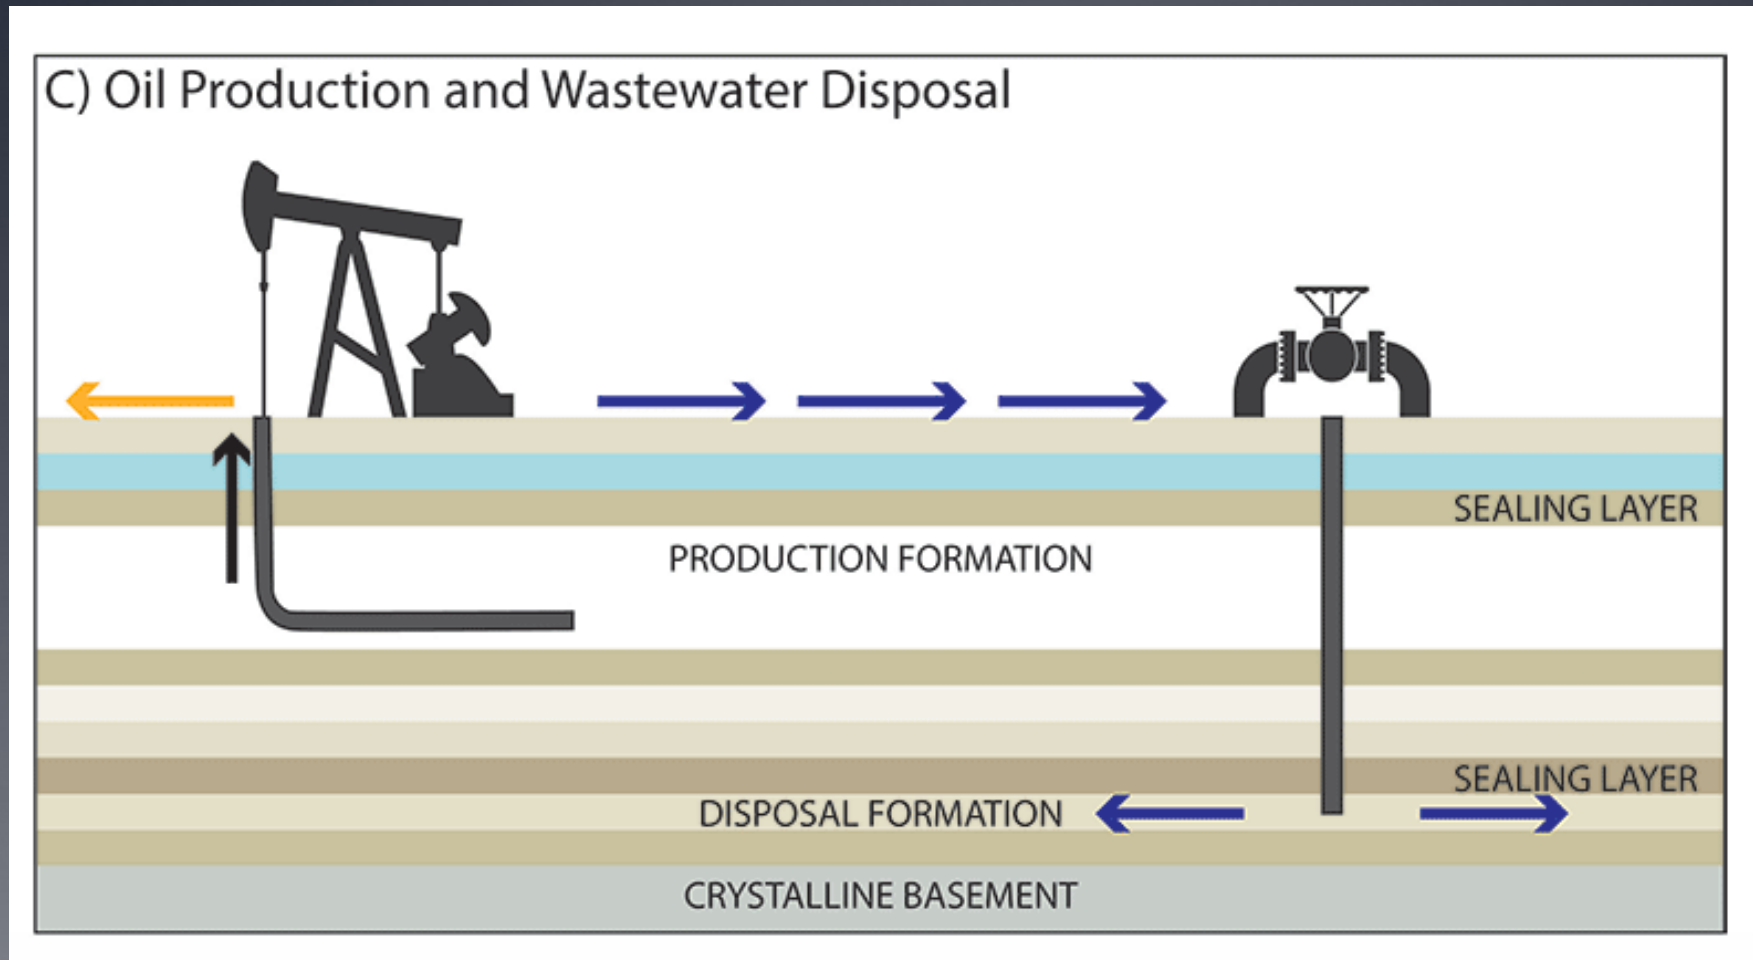 C) Oil Production and Wastewater Disposal
SEALING LAYER
PRODUCTION FORMATION
SEALING LAYER
DISPOSAL FORMATION
CRYSTALLINE BASEMENT